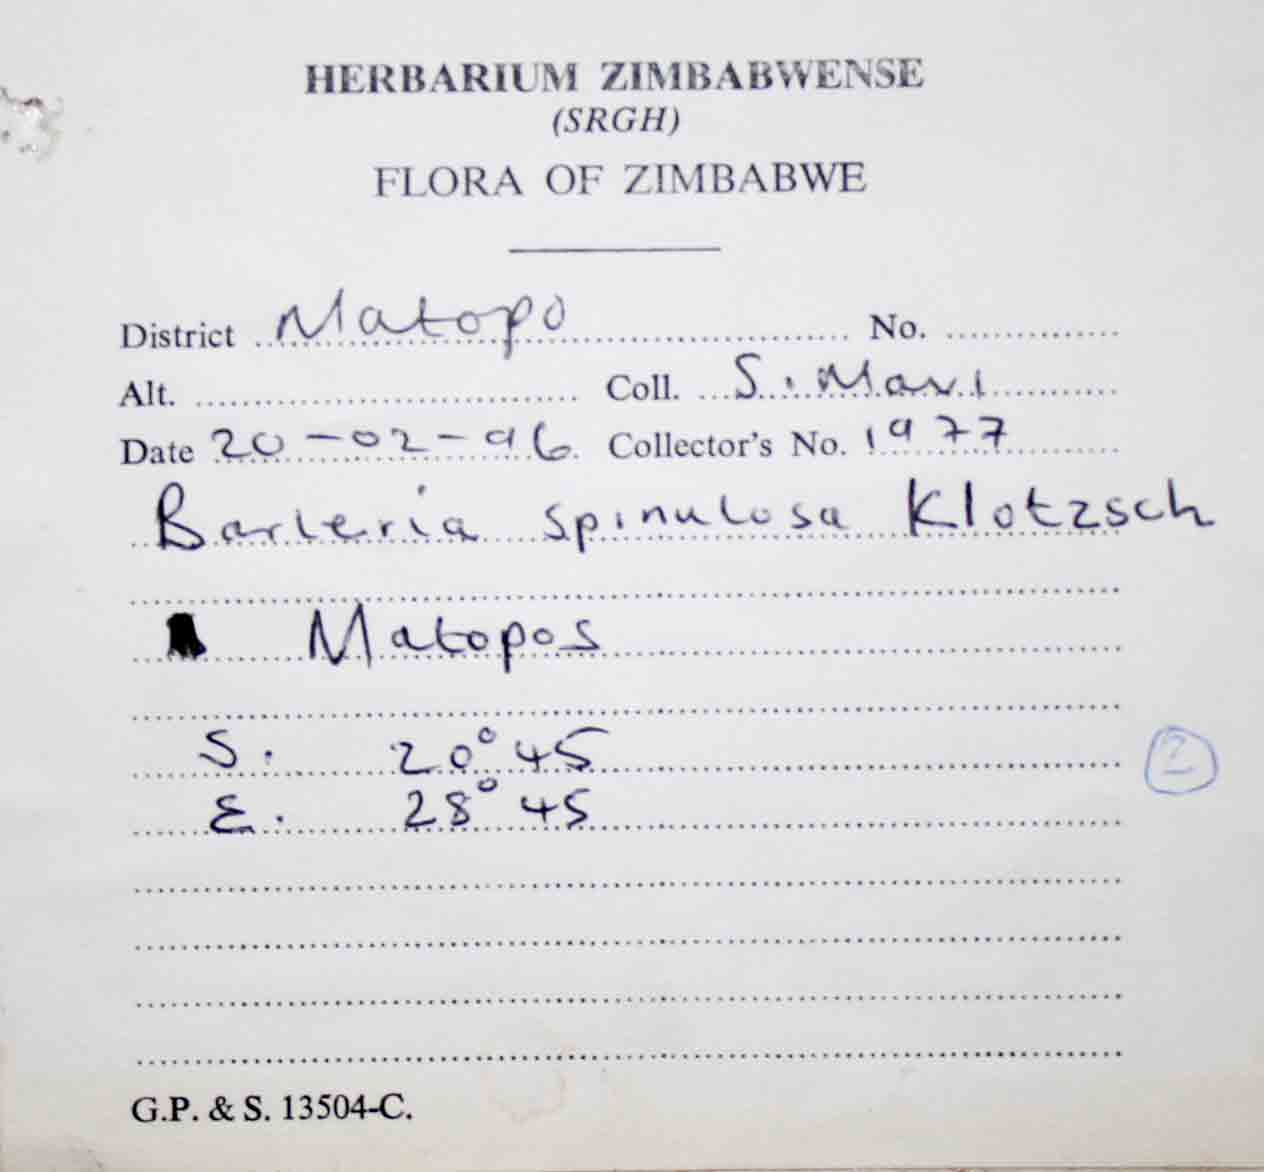 HERBARIUM ZIMBABWENSE
(SRGH)
FLORA OF ZIMBABWE
District Matopo No.
Alt. Coll. S. Mavi
Date 20-02-96 Collector's No. 1977
Barleria spinulosa Klotzsch
Matopos
S. 20° 45
2
E. 28° 45
G.P. & S. 13504-C.